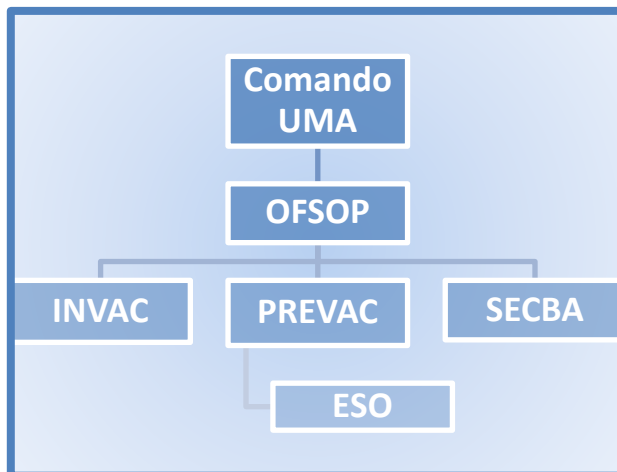 Comando
UMA
OFSOP
INVAC
PREVAC
SECBA
ESO